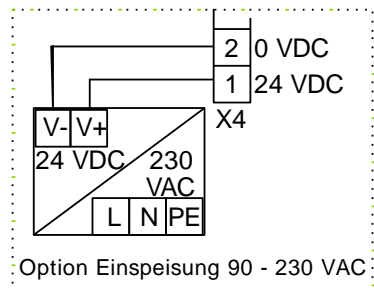 2 0 VDC
1 24 VDC
X4
V- V+
24 VDC 230
VAC
L N PE
Option Einspeisung 90 - 230 VAC